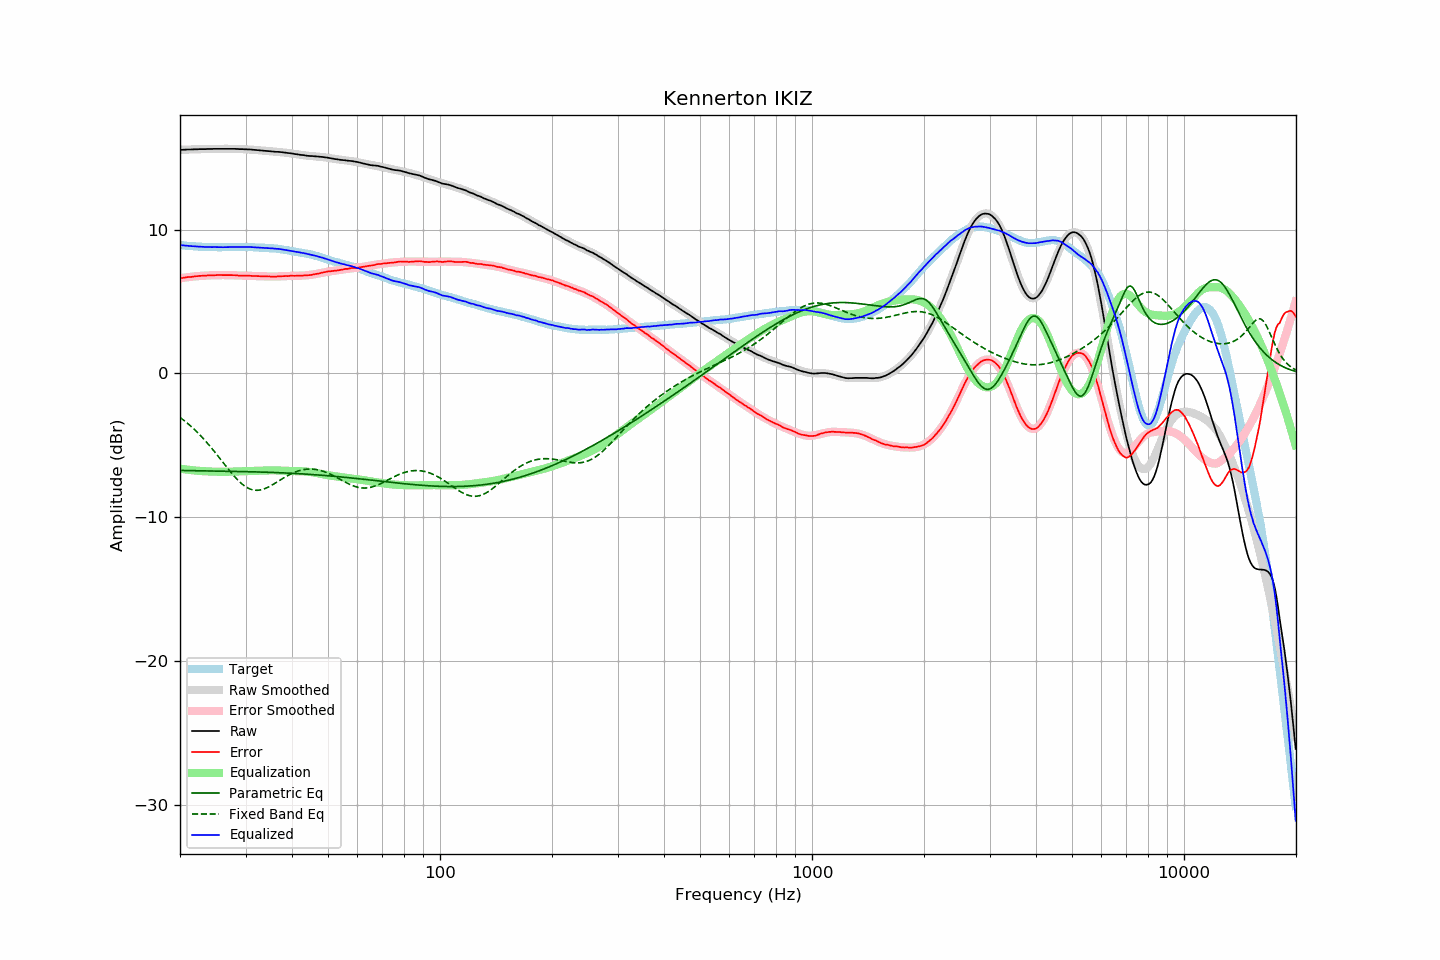 Kennerton IKIZ
Amplitude (dBr)
10
0
−10
−20
−30
Target
Raw Smoothed
Error Smoothed
Raw
Error
Equalization
Parametric Eq
Fixed Band Eq
Equalized
100 1000 10000
Frequency (Hz)